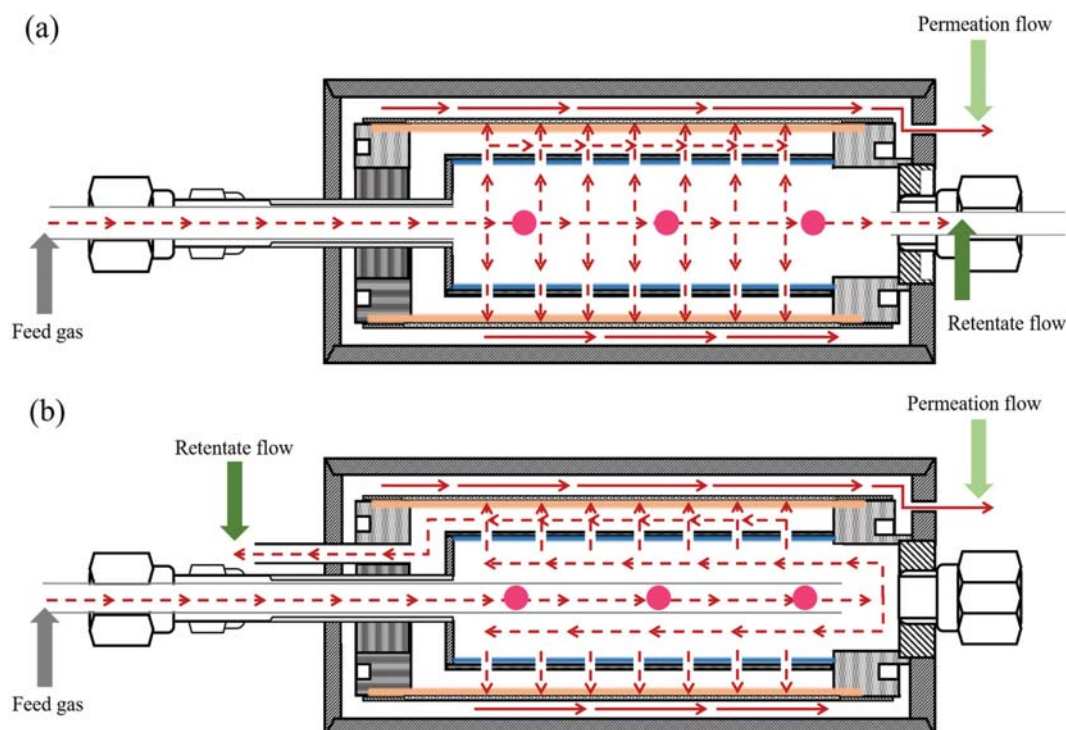 (a)
Permeation flow
Feed gas
Retentate flow
(b)
Permeation flow
Retentate flow
Feed gas